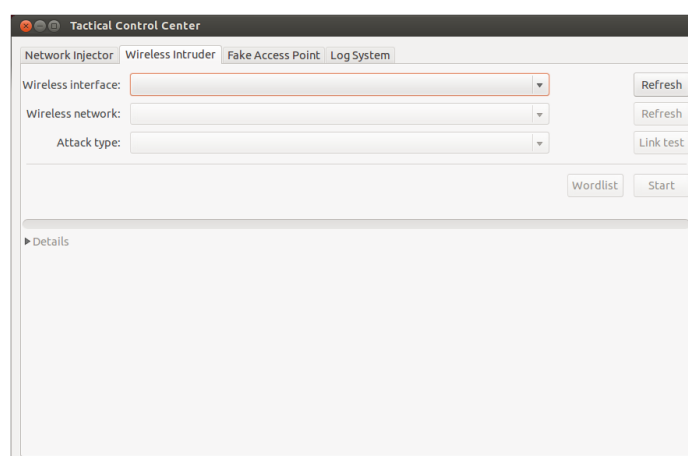 Tactical Control Center
Network Injector Wireless Intruder Fake Access Point Log System
Wireless interface: Refresh
Wireless network: Refresh
Attack type: Link test
Wordlist Start
Details